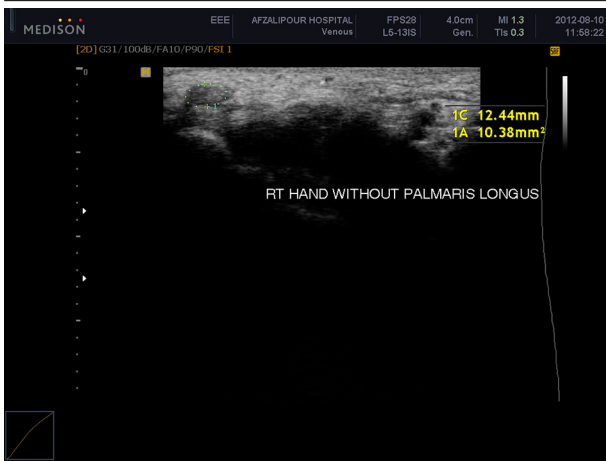 MEDISON
EEE AFZALIPOUR HOSPITAL FPS28 4.0cm MI 1.3 2012-08-10
Venous L5-13IS Gen. TIs 0.3 11:58:22
[2D] G31/100dB/FA10/P90/FSI 1
SRF
0
M
1C 12.44mm
1A 10.38mm²
RT HAND WITHOUT PALMARIS LONGUS